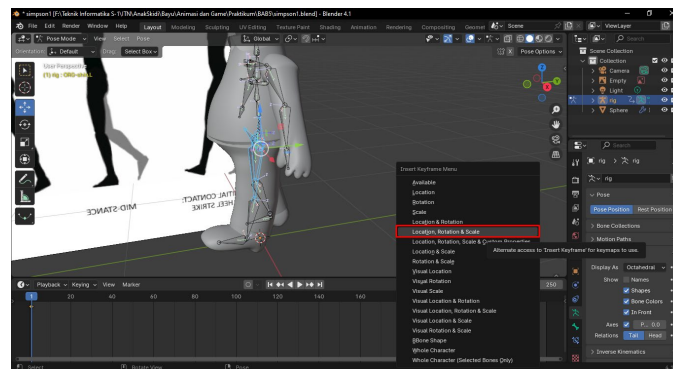 * simpson1 [F:\Teknik Informatika S-1\ITN\AnakSkidi\Bayu\Animasi dan Game\Praktikum\BAB5\simpson1.blend] - Blender 4.1
File Edit Render Window Help Layout Modeling Sculpting UV Editing Texture Paint Shading Animation Rendering Compositing Scene ViewLayer
Pose Mode View Select Pose Global
Orientation Default Drag Select Box Pose Options
User Perspective
(1) rig : ORG-
Z
MID-STANCE
INITIAL CONTACT:
HEEL STRIKE
Search
Scene Collection
Collection
Camera
Empty
Light
rig
Sphere
Search
rig rig
rig
Pose
Pose Position Rest Position
Bone Collections
Motion Paths
Display As Octahedral
Show Names
Shapes
Bone Colors
In Front
Axes P... 0.0
Relations Tail Head
Inverse Kinematics
Insert Keyframe Menu
Available
Location
Rotation
Scale
Location & Rotation
Location, Rotation & Scale
Location, Rotation, Scale & Custom Properties
Alternate access to 'Insert Keyframe' for keymaps to use.
Location & Scale
Rotation & Scale
Visual Location
Visual Rotation
Visual Scale
Visual Location & Rotation
Visual Location, Rotation & Scale
Visual Location & Scale
Visual Rotation & Scale
BBone Shape
Whole Character
Whole Character (Selected Bones Only)
Playback Keying View Marker 250
1 20 40 60 80 100 120 140 160
Select Rotate View Pose